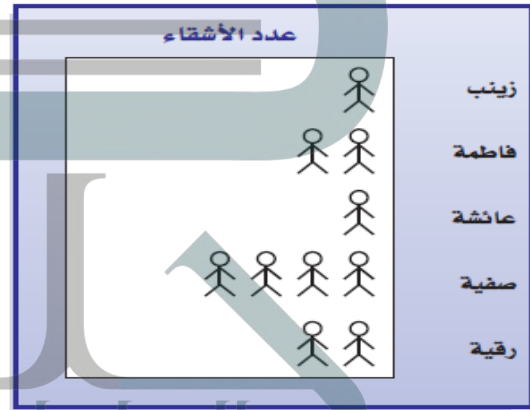 عدد الأشقاء
زينب
فاطمة
عائشة
صفية
رقية